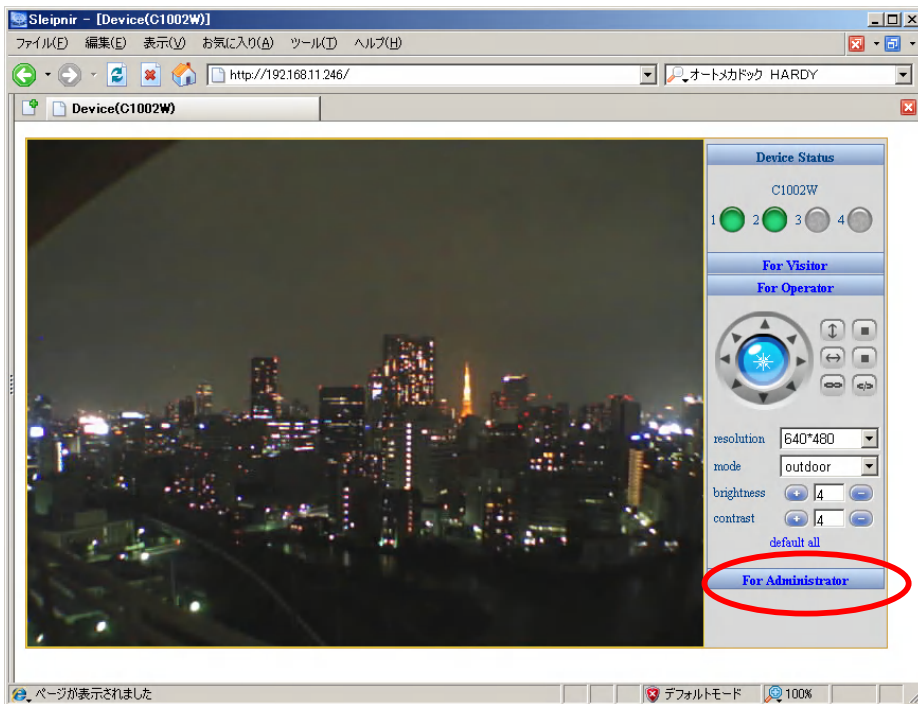 Sleipnir - [Device(C1002W)]
ファイル(F) 編集(E) 表示(V) お気に入り(A) ツール(T) ヘルプ(H)
http://192.168.11.246/ オートメカドック HARDY
Device(C1002W)
Device Status
C1002W
1 2 3 4
For Visitor
For Operator
resolution 640*480
mode outdoor
brightness 4
contrast 4
default all
For Administrator
ページが表示されました デフォルトモード 100%